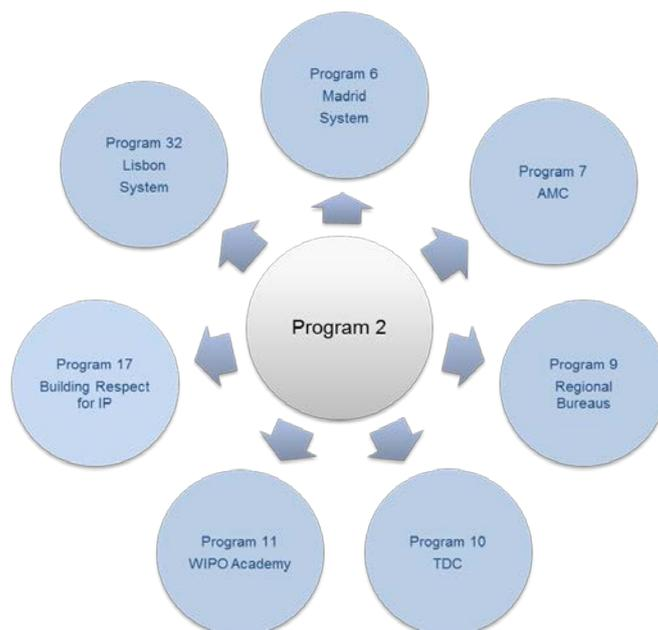 Program 6
Madrid
System
Program 32
Lisbon
System
Program 7
AMC
Program 2
Program 17
Building Respect
for IP
Program 9
Regional
Bureaus
Program 11
WIPO Academy
Program 10
TDC